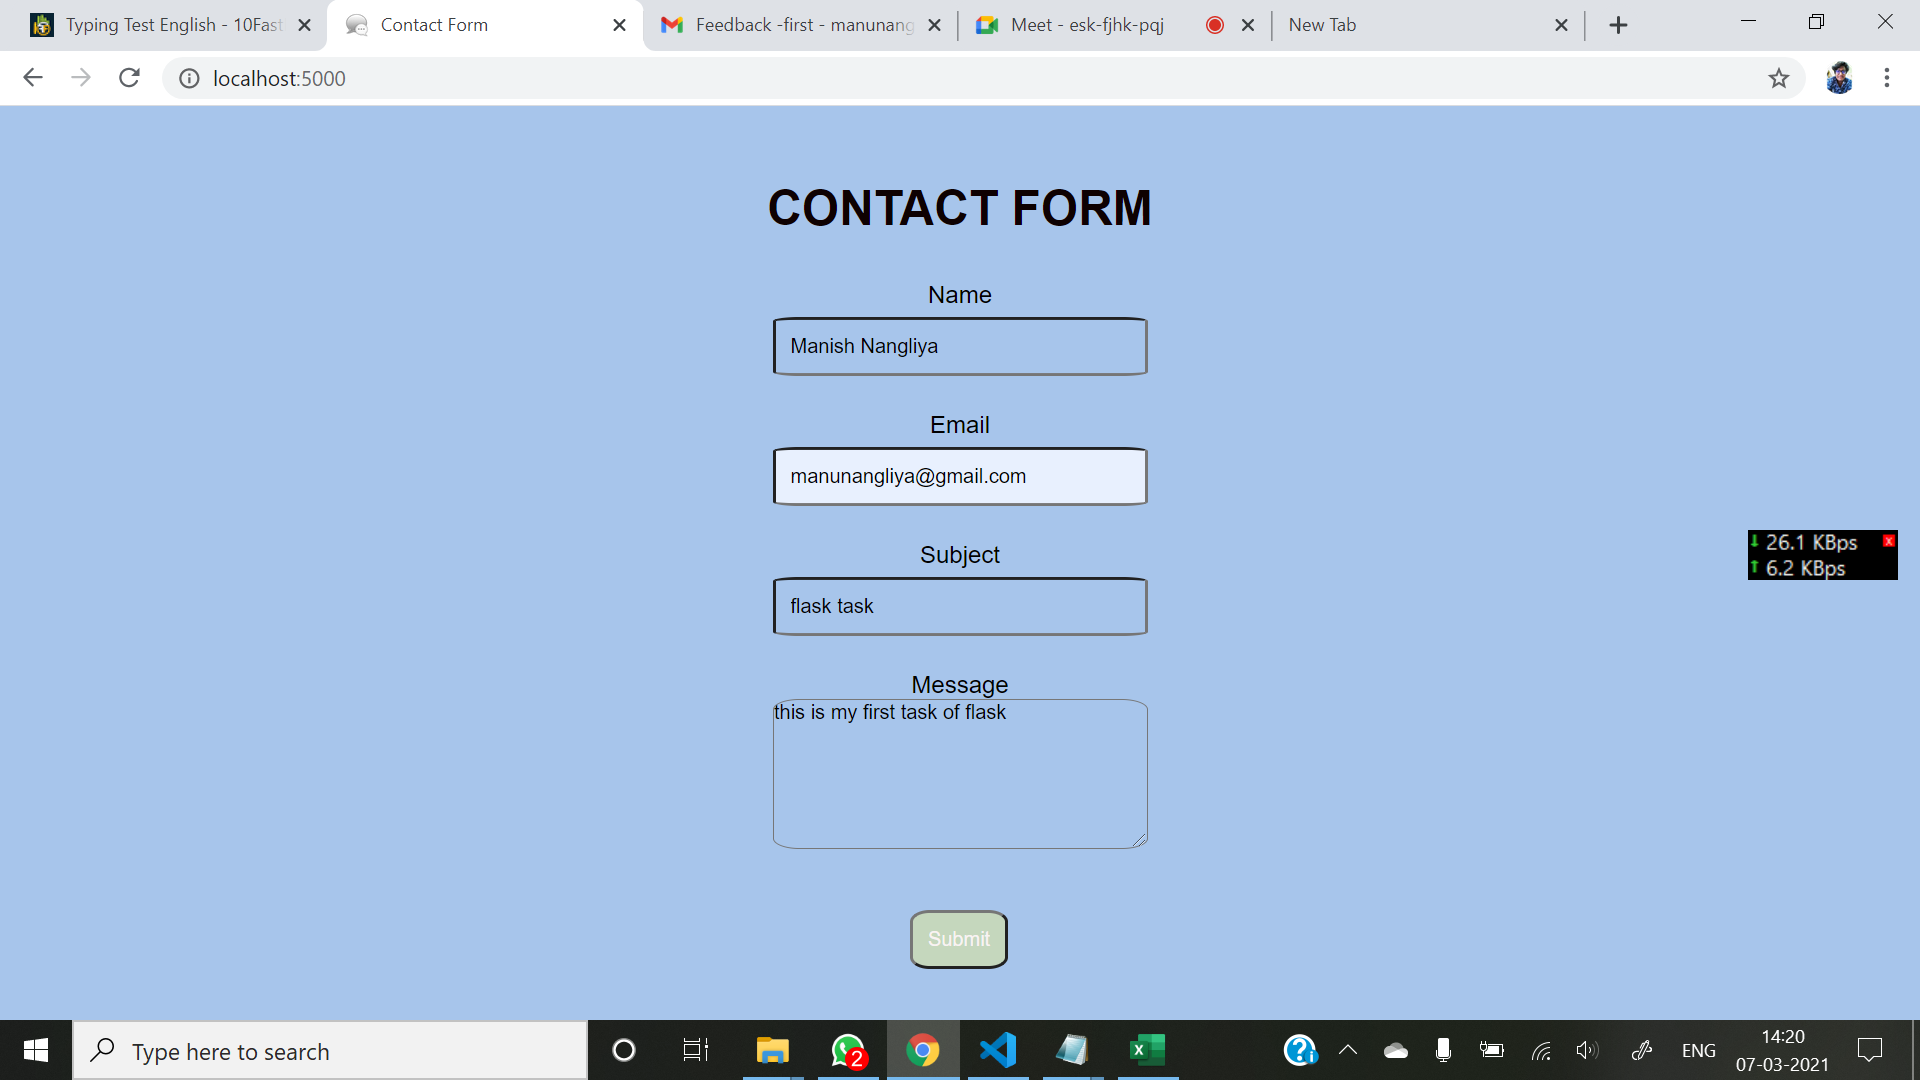 Typing Test English - 10Fast
Contact Form
Feedback -first - manunang
Meet - esk-fjhk-pqj
New Tab
localhost:5000
CONTACT FORM
Name
Manish Nangliya
Email
manunangliya@gmail.com
Subject
flask task
Message
this is my first task of flask
Submit
26.1 KBps
6.2 KBps
Type here to search
2
ENG
14:20
07-03-2021